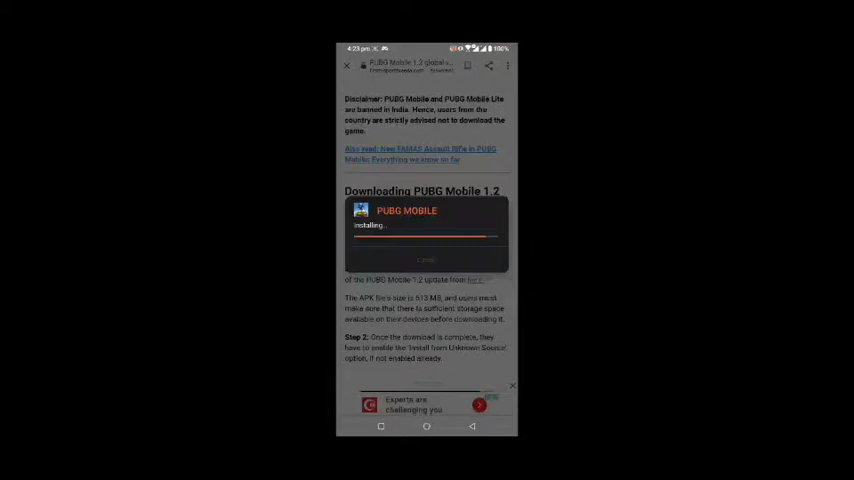 4:23 pm
100%
PUBG Mobile 1.2 global v...
Disclaimer: PUBG Mobile and PUBG Mobile Lite
are banned in India. Hence, users from the
country are strictly advised not to download the
game.
Also read: New FAMAS Assault Rifle in PUBG
Mobile: Everything we know so far
Downloading PUBG Mobile 1.2
PUBG MOBILE
Installing...
Cancel
of the PUBG Mobile 1.2 update from here.
The APK file's size is 613 MB, and users must
make sure that there is sufficient storage space
available on their devices before downloading it.
Step 2: Once the download is complete, they
have to enable the 'Install from Unknown Source'
option, if not enabled already.
Experts are
challenging you